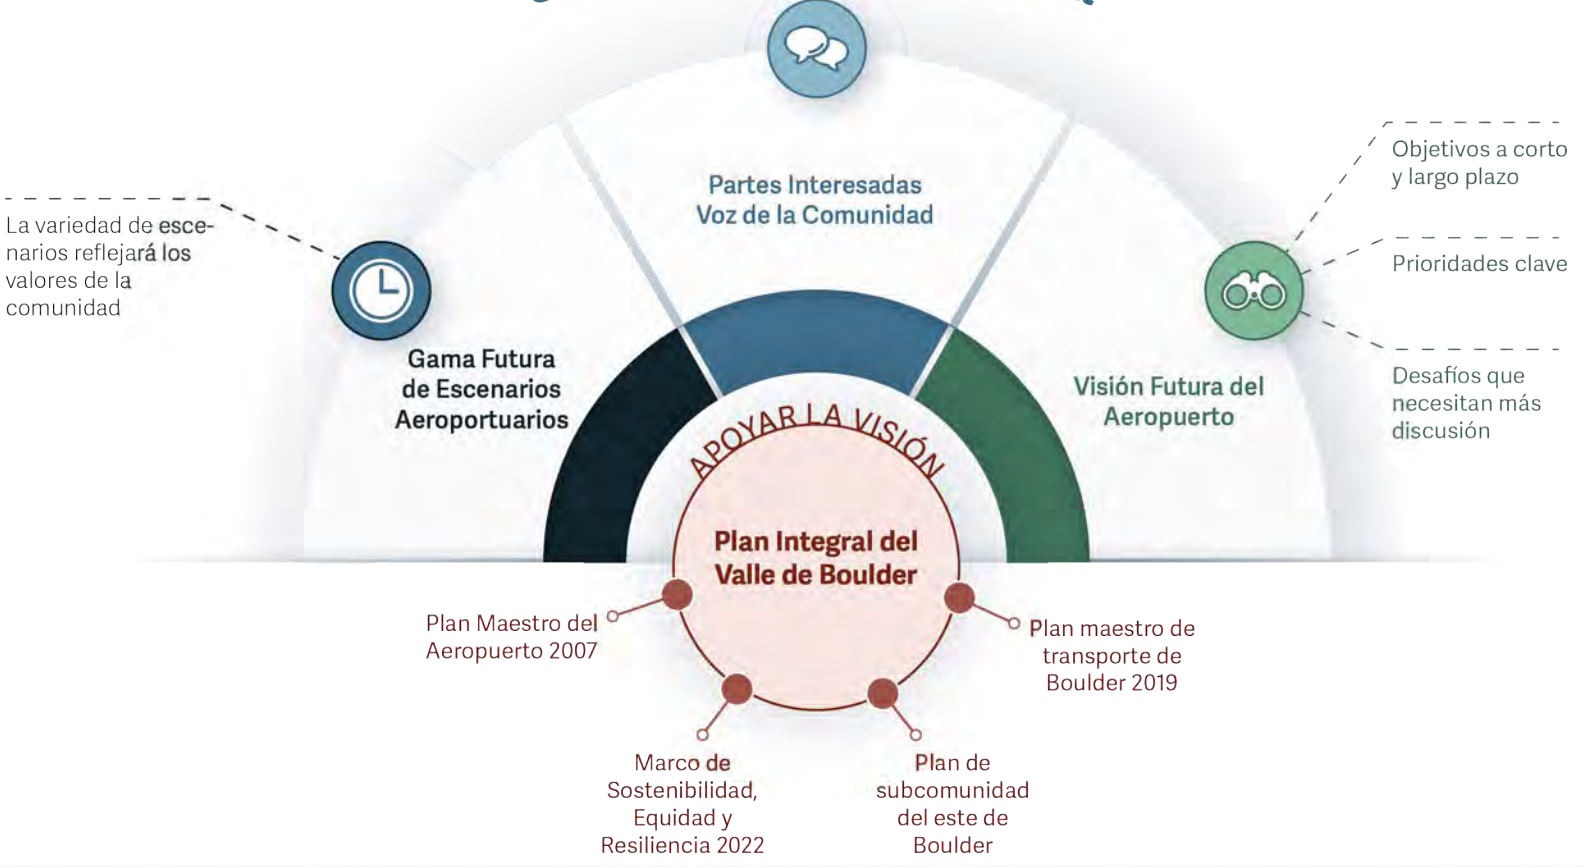 Partes Interesadas
Voz de la Comunidad
Objetivos a corto
y largo plazo
Prioridades clave
Desafíos que
necesitan más
discusión
La variedad de esce-
narios reflejará los
valores de la
comunidad
Gama Futura
de Escenarios
Aeroportuarios
Visión Futura del
Aeropuerto
APOYAR LA VISIÓN
Plan Integral del
Valle de Boulder
Plan Maestro del
Aeropuerto 2007
Marco de
Sostenibilidad,
Equidad y
Resiliencia 2022
Plan de
subcomunidad
del este de
Boulder
Plan maestro de
transporte de
Boulder 2019